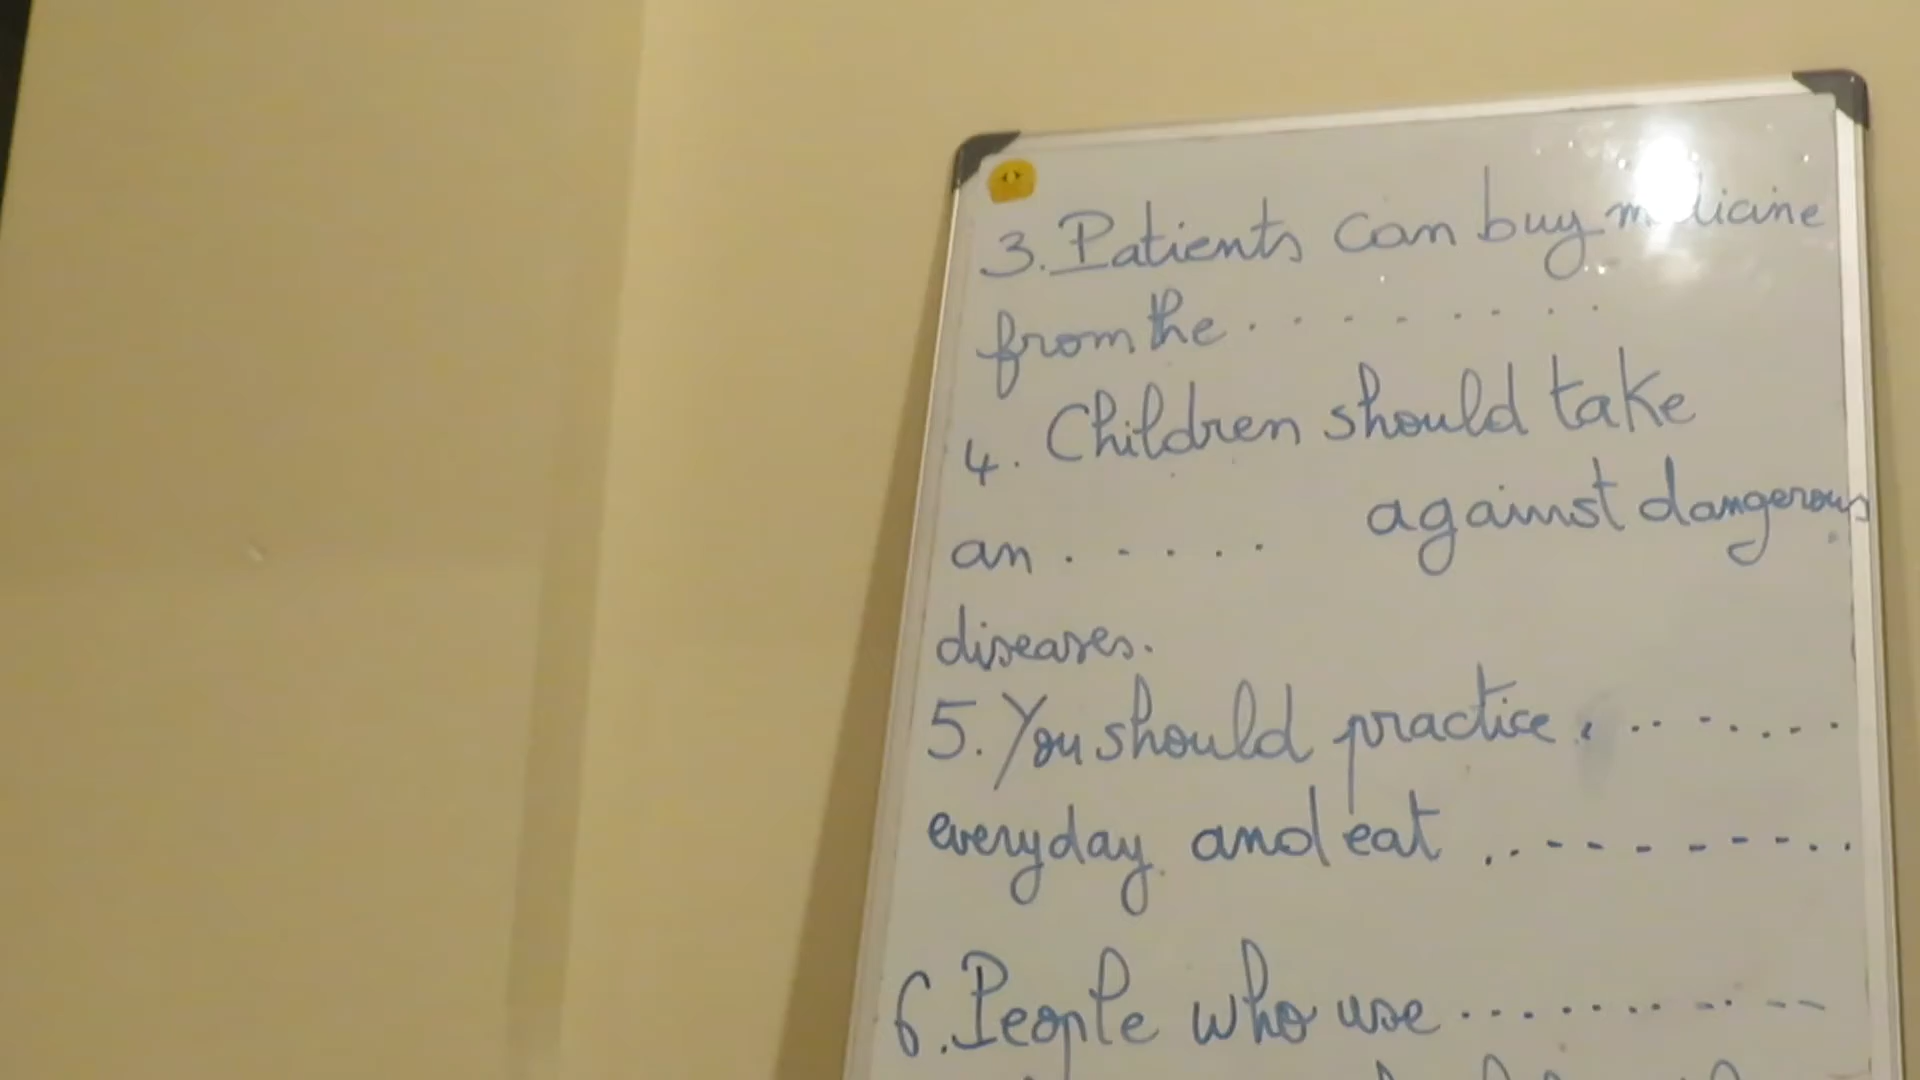 3. Patients can buy medicine
from the . . . . . . . .
4. Children should take
an . . . . . against dangerous
diseases.
5. You should practice . . . . . . . .
everyday and eat . . - - - - - - . .
6. People who use . . . . . . . . - - -